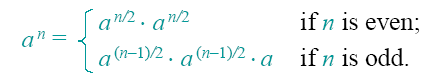 aⁿ = { a^{n/2} · a^{n/2} if n is even;
a^{(n−1)/2} · a^{(n−1)/2} · a if n is odd.